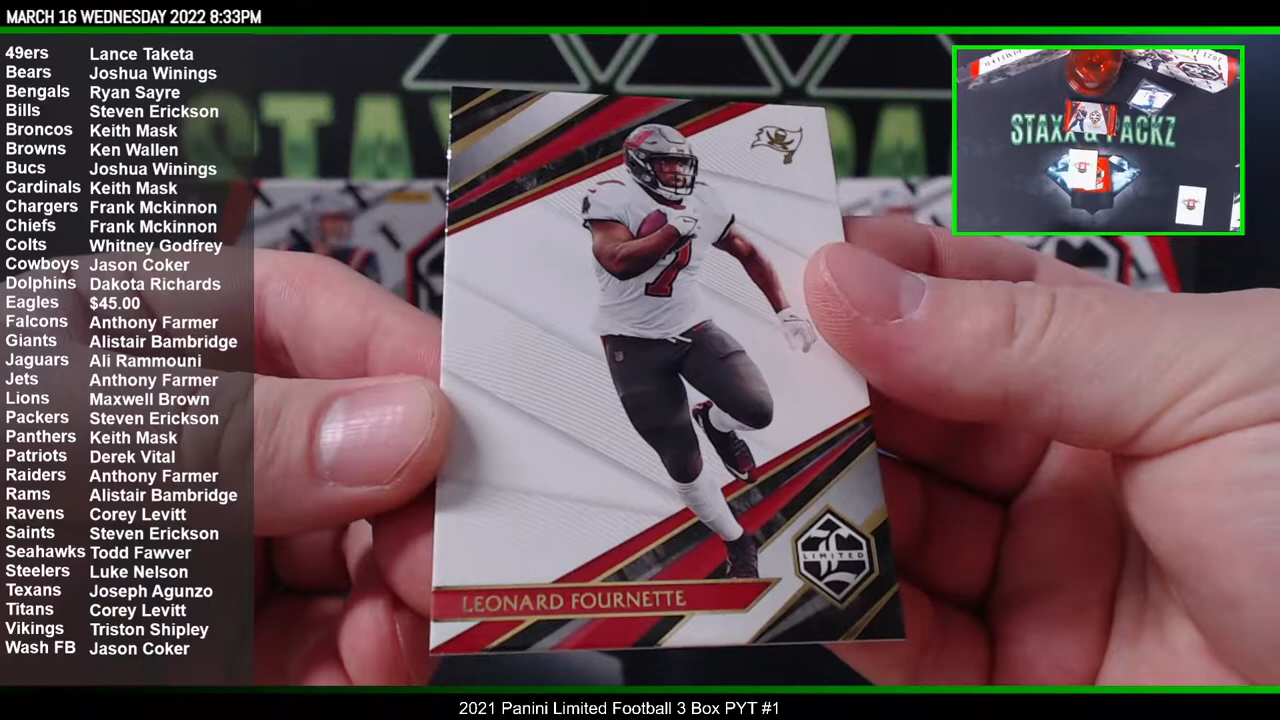 MARCH 16 WEDNESDAY 2022 8:33PM
49ers Lance Taketa
Bears Joshua Winings
Bengals Ryan Sayre
Bills Steven Erickson
Broncos Keith Mask
Browns Ken Wallen
Bucs Joshua Winings
Cardinals Keith Mask
Chargers Frank Mckinnon
Chiefs Frank Mckinnon
Colts Whitney Godfrey
Cowboys Jason Coker
Dolphins Dakota Richards
Eagles $45.00
Falcons Anthony Farmer
Giants Alistair Bambridge
Jaguars Ali Rammouni
Jets Anthony Farmer
Lions Maxwell Brown
Packers Steven Erickson
Panthers Keith Mask
Patriots Derek Vital
Raiders Anthony Farmer
Rams Alistair Bambridge
Ravens Corey Levitt
Saints Steven Erickson
Seahawks Todd Fawver
Steelers Luke Nelson
Texans Joseph Agunzo
Titans Corey Levitt
Vikings Triston Shipley
Wash FB Jason Coker
7
LIMITED
LEONARD FOURNETTE
STAXX & PACKZ
2021 Panini Limited Football 3 Box PYT #1